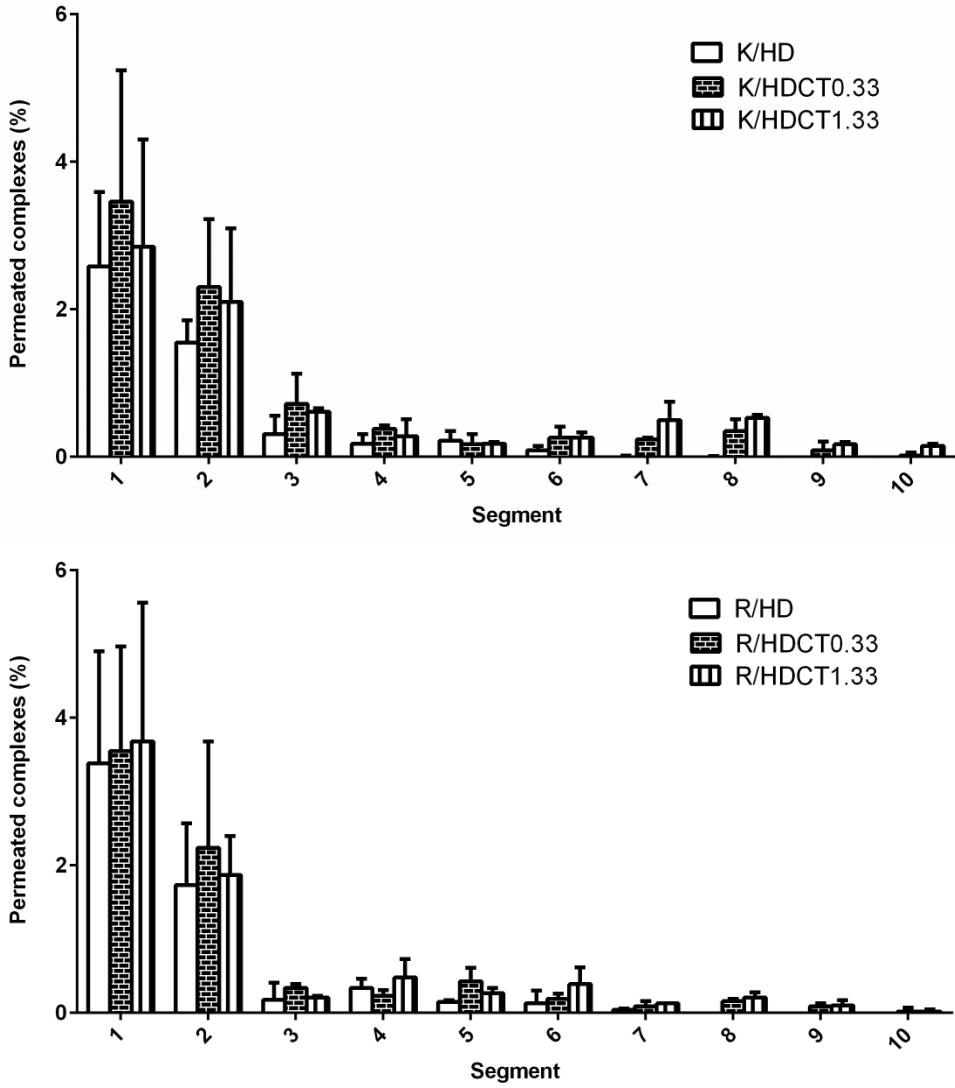 6
4
2
0
Permeated complexes (%)
K/HD
K/HDCT0.33
K/HDCT1.33
1 2 3 4 5 6 7 8 9 10
Segment
6
4
2
0
Permeated complexes (%)
R/HD
R/HDCT0.33
R/HDCT1.33
1 2 3 4 5 6 7 8 9 10
Segment